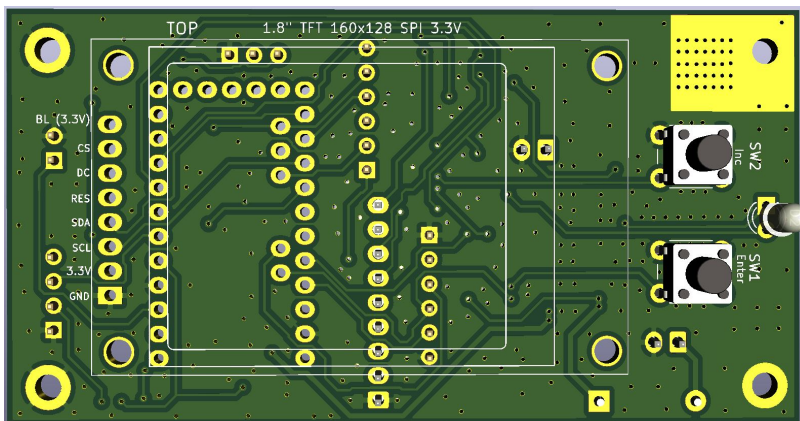 TOP
1.8" TFT 160x128 SPI 3.3V
BL (3.3V)
CS
DC
RES
SDA
SCL
3.3V
GND
SW2
Inc
SW1
Enter